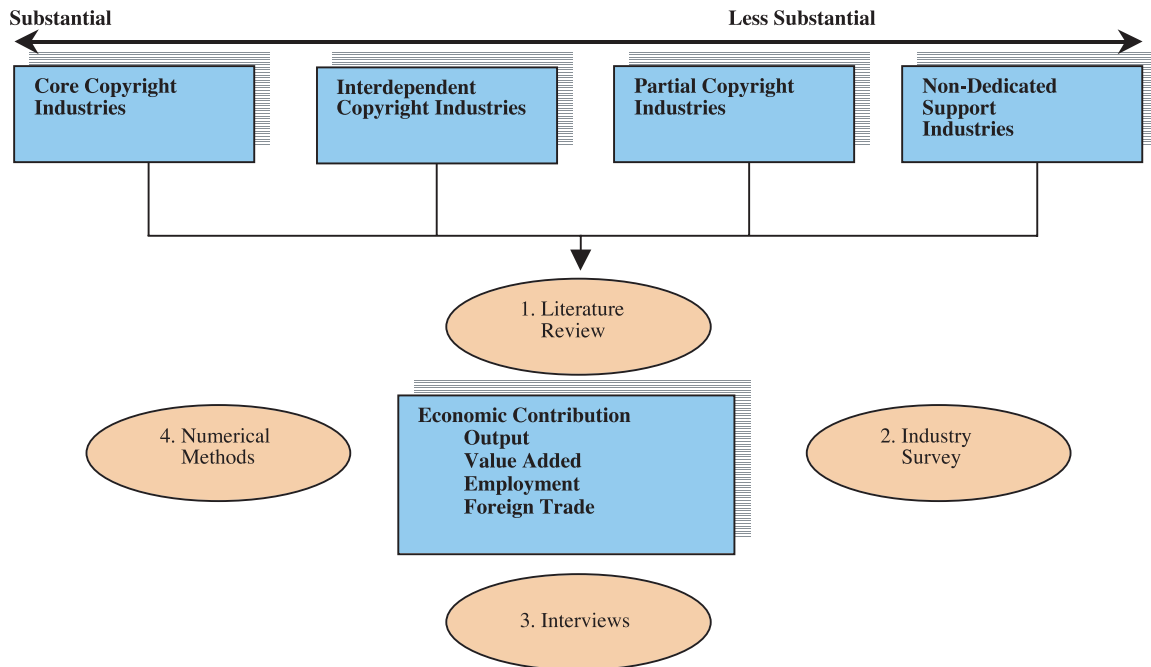 Substantial
Less Substantial
Core Copyright
Industries
Interdependent
Copyright Industries
Partial Copyright
Industries
Non-Dedicated
Support
Industries
1. Literature
Review
Economic Contribution
Output
Value Added
Employment
Foreign Trade
4. Numerical
Methods
2. Industry
Survey
3. Interviews